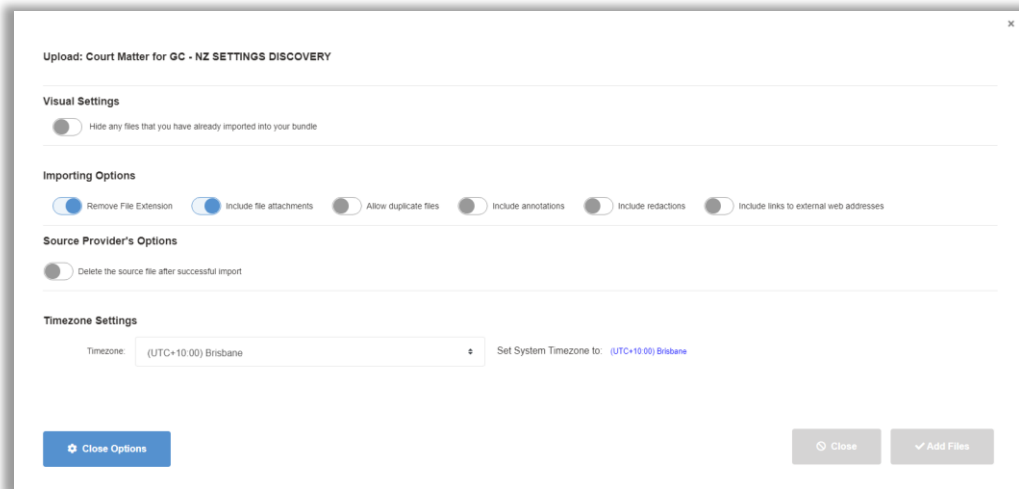 ×
Upload: Court Matter for GC - NZ SETTINGS DISCOVERY
Visual Settings
Hide any files that you have already imported into your bundle
Importing Options
Remove File Extension Include file attachments Allow duplicate files Include annotations Include redactions Include links to external web addresses
Source Provider's Options
Delete the source file after successful import
Timezone Settings
Timezone: (UTC+10:00) Brisbane Set System Timezone to: (UTC+10:00) Brisbane
Close Options Close Add Files